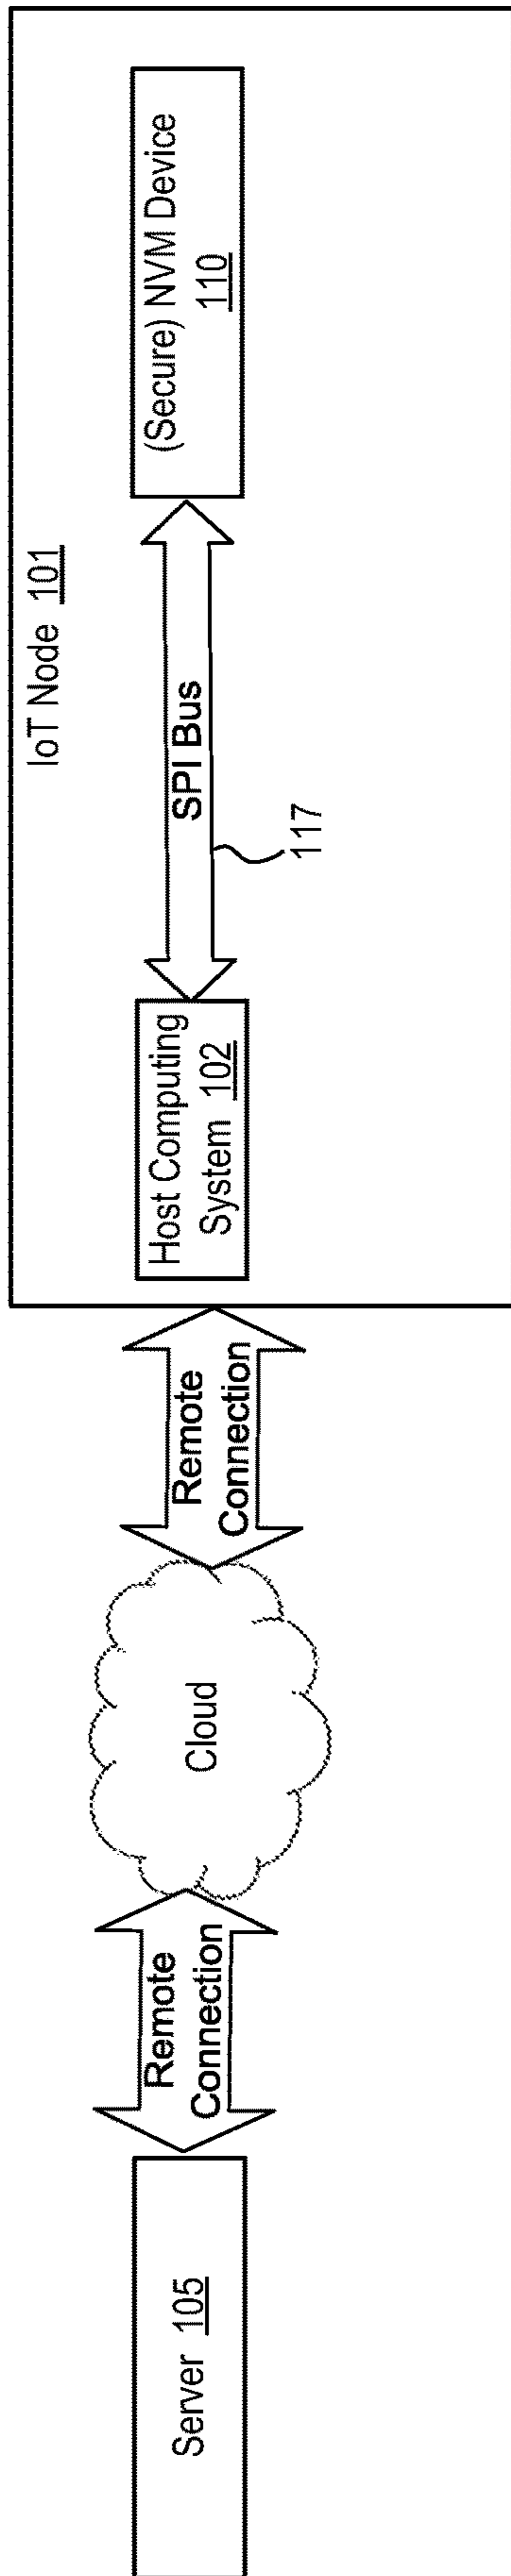 Server 105
Remote
Connection
Cloud
Remote
Connection
IoT Node 101
Host Computing
System 102
SPI Bus
117
(Secure) NVM Device
110